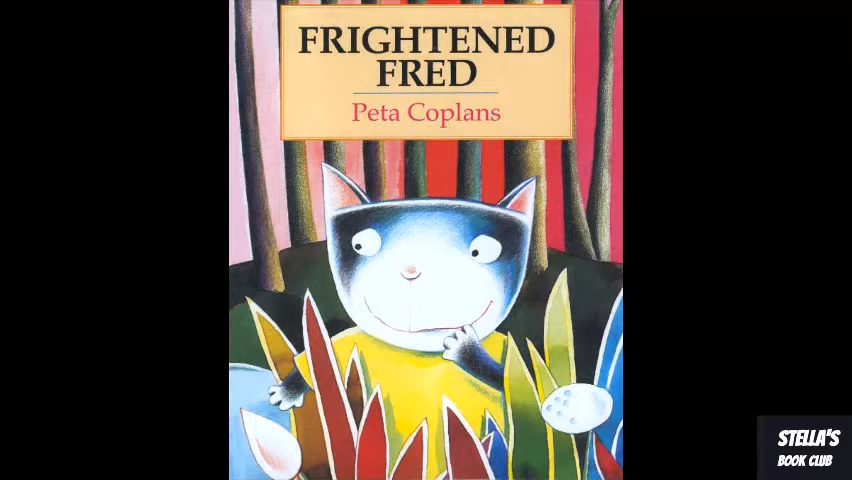 FRIGHTENED
FRED
Peta Coplans
STELLA'S
BOOK CLUB